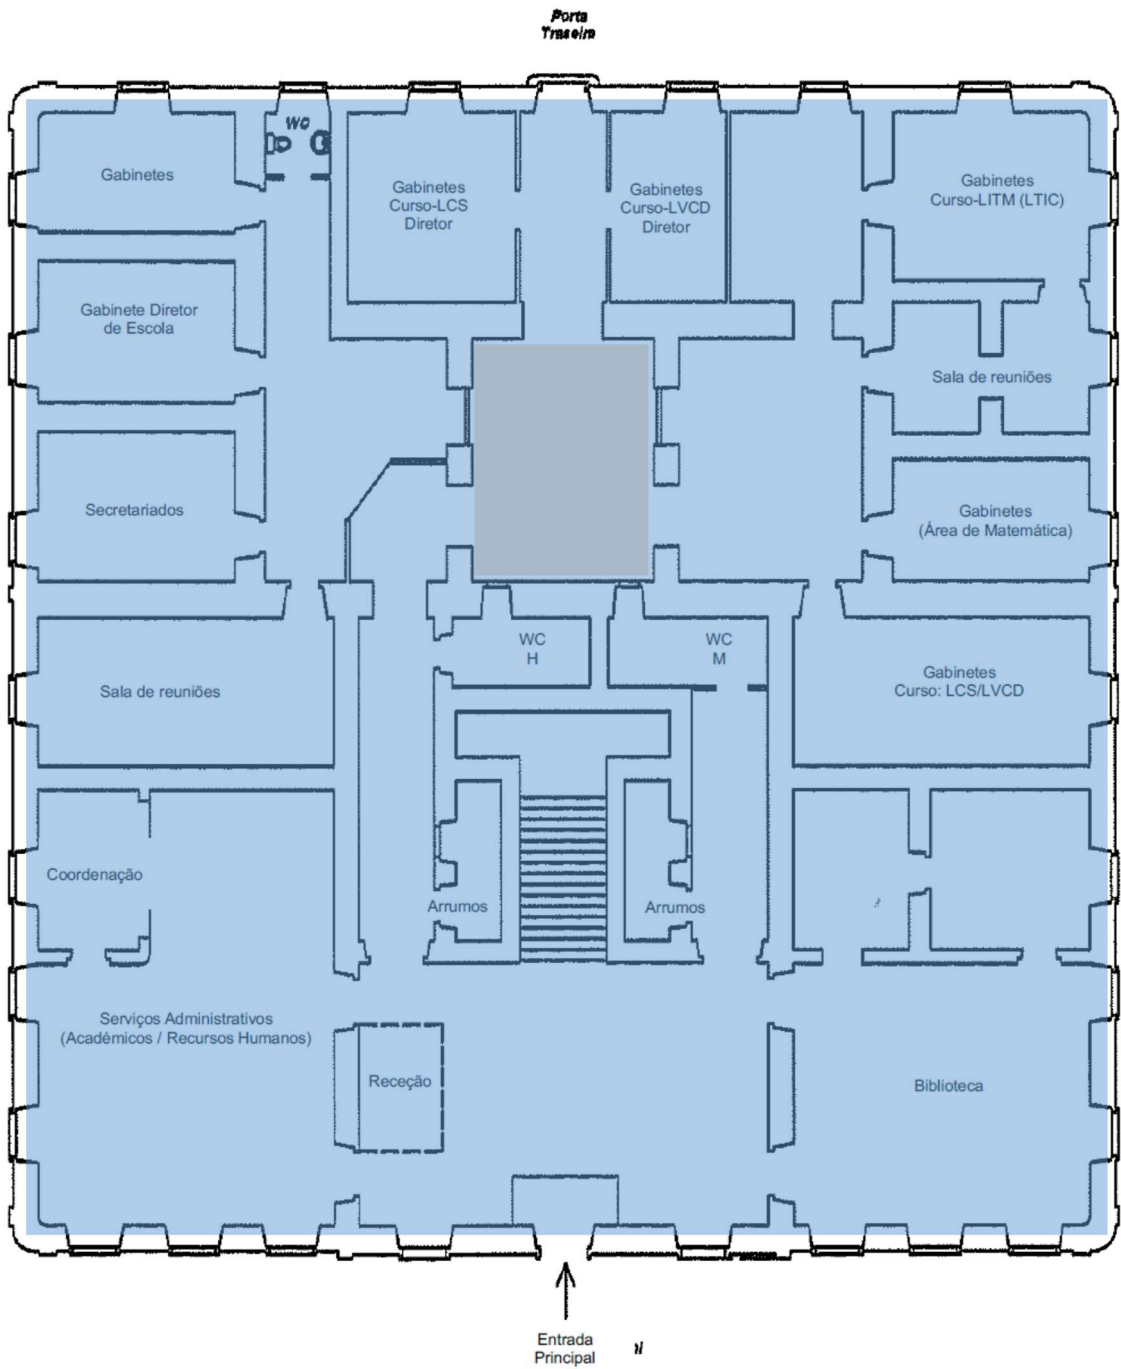 Porta
Traseira
WC
Gabinetes
Gabinetes
Curso-LCS
Diretor
Gabinetes
Curso-LVCD
Diretor
Gabinetes
Curso-LITM (LTIC)
Gabinete Diretor
de Escola
Sala de reuniões
Secretariados
Gabinetes
(Área de Matemática)
WC
H
WC
M
Sala de reuniões
Gabinetes
Curso: LCS/LVCD
Coordenação
Arrumos
Arrumos
Serviços Administrativos
(Académicos / Recursos Humanos)
Receção
Biblioteca
Entrada
Principal